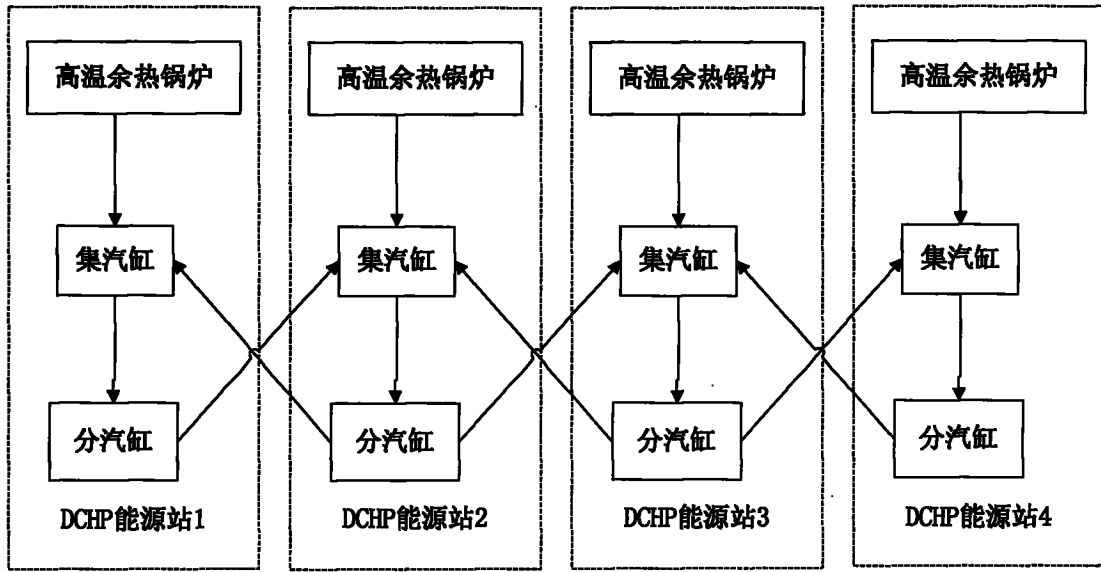 高温余热锅炉
高温余热锅炉
高温余热锅炉
高温余热锅炉
集汽缸
集汽缸
集汽缸
集汽缸
分汽缸
分汽缸
分汽缸
分汽缸
DCHP能源站1
DCHP能源站2
DCHP能源站3
DCHP能源站4